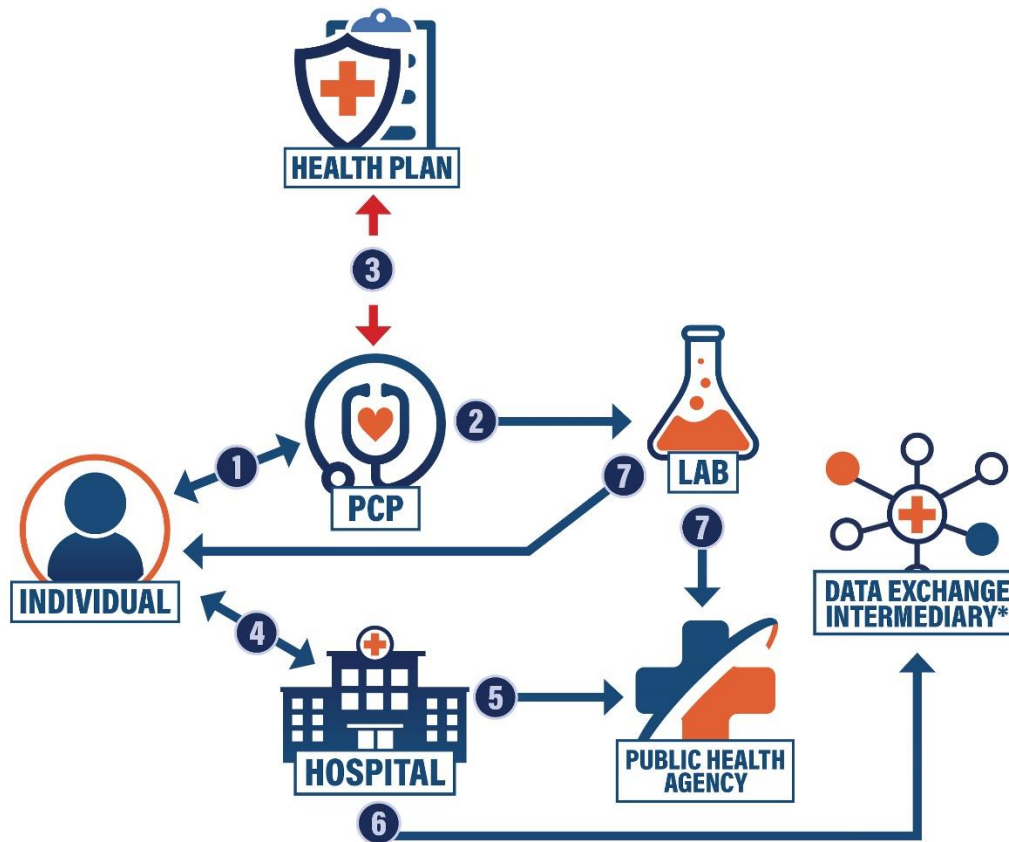 HEALTH PLAN
3
2
PCP
LAB
1
7
7
INDIVIDUAL
DATA EXCHANGE
INTERMEDIARY*
4
5
HOSPITAL
PUBLIC HEALTH
AGENCY
6